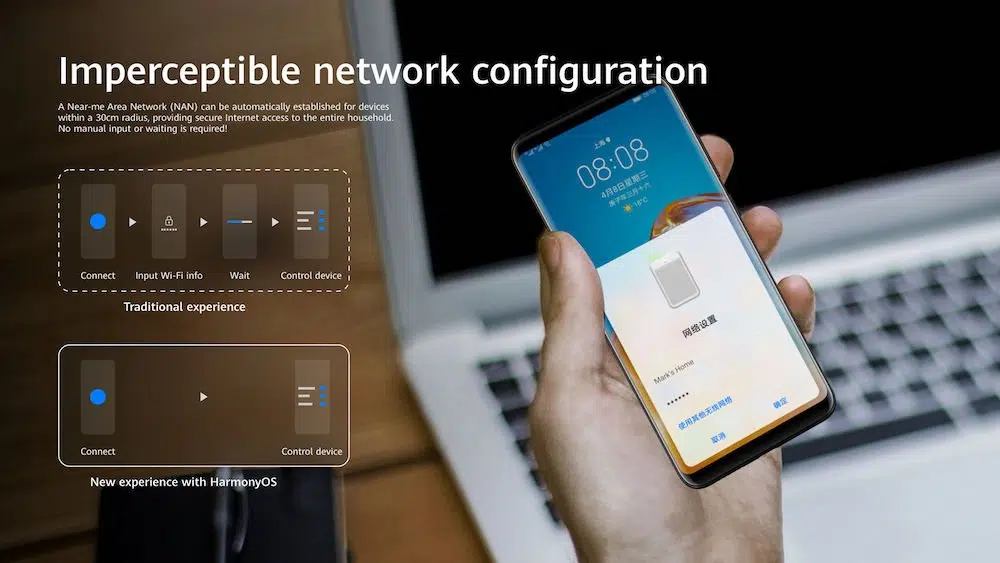 Imperceptible network configuration
A Near-me Area Network (NAN) can be automatically established for devices
within a 30cm radius, providing secure Internet access to the entire household.
No manual input or waiting is required!
Connect
Input Wi-Fi info
Wait
Control device
Traditional experience
Connect
Control device
New experience with HarmonyOS
上海
08:08
4月8日星期三
庚子年三月十六
18°C
网络设置
Mark's Home
••••••
使用其他无线网络
确定
取消